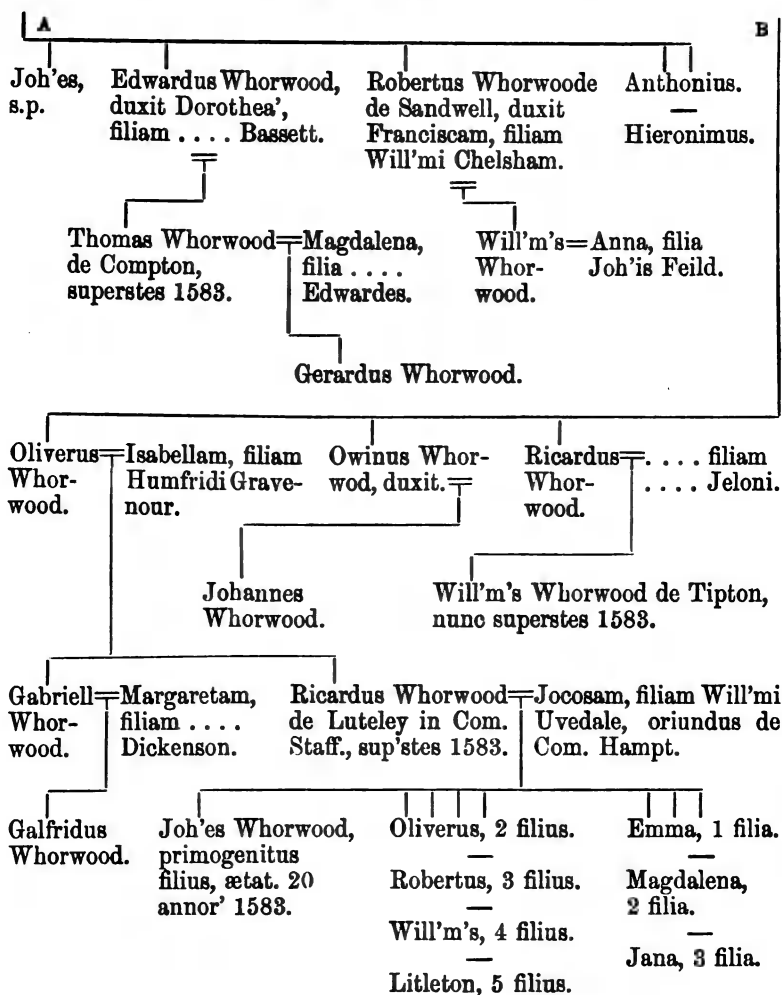 A B
Joh'es,
s.p.
Edwardus Whorwood,
duxit Dorothea',
filiam . . . . Bassett.
Robertus Whorwoode
de Sandwell, duxit
Franciscam, filiam
Will'mi Chelsham.
Anthonius.
—
Hieronimus.
Thomas Whorwood
de Compton,
superstes 1583.
Magdalena,
filia . . . .
Edwardes.
Will'm's
Whor-
wood.
Anna, filia
Joh'is Feild.
Gerardus Whorwood.
Oliverus
Whor-
wood.
Isabellam, filiam
Humfridi Grave-
nour.
Owinus Whor-
wod, duxit.
Ricardus
Whor-
wood.
. . . . filiam
. . . . Jeloni.
Johannes
Whorwood.
Will'm's Whorwood de Tipton,
nunc superstes 1583.
Gabriell
Whor-
wood.
Margaretam,
filiam . . . .
Dickenson.
Ricardus Whorwood
de Luteley in Com.
Staff., sup'stes 1583.
Jocosam, filiam Will'mi
Uvedale, oriundus de
Com. Hampt.
Galfridus
Whorwood.
Joh'es Whorwood,
primogenitus
filius, ætat. 20
annor' 1583.
Oliverus, 2 filius.
—
Robertus, 3 filius.
—
Will'm's, 4 filius.
—
Litleton, 5 filius.
Emma, 1 filia.
—
Magdalena,
2 filia.
—
Jana, 3 filia.